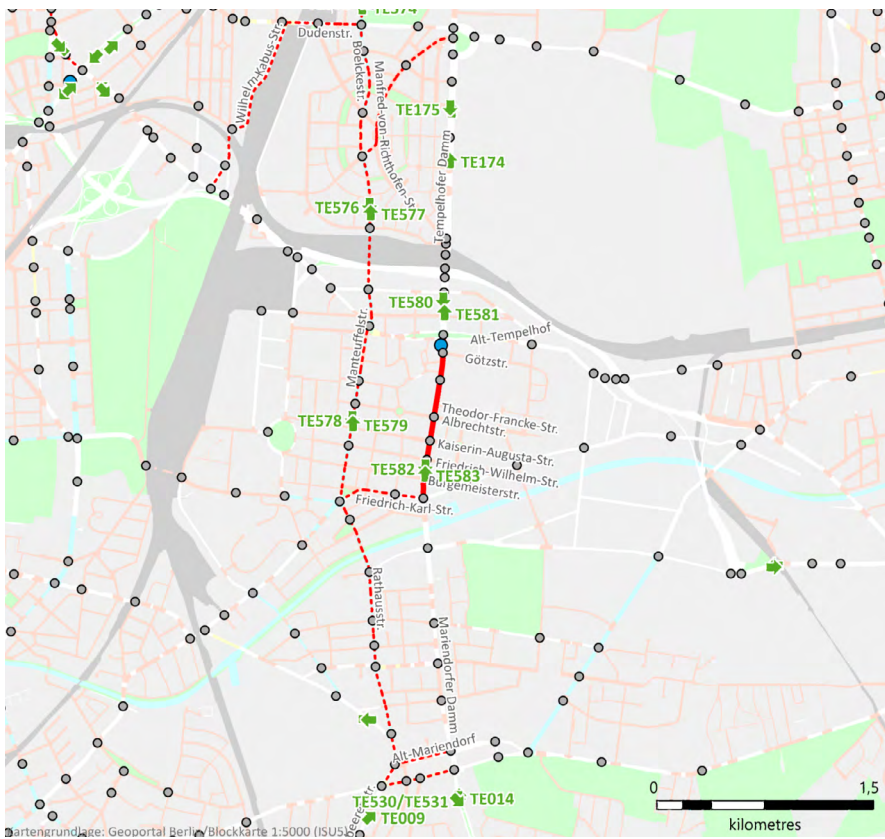 TE574
Dudenstr.
Wilhelm-Kabus-Str.
Boelckestr.
Manfred-von-Richthofen-St
TE175
TE174
Tempelhofer Damm
TE576
TE577
TE580
TE581
Alt-Tempelhof
Götzstr.
Manteuffelstr.
Theodor-Francke-Str.
Albrechtstr.
TE578
TE579
Kaiserin-Augusta-Str.
TE582
Friedrich-Wilhelm-Str.
TE583
Burgemeisterstr.
Friedrich-Karl-Str.
Rathausstr.
Mariendorfer Damm
Alt-Mariendorf
TE530/TE531
TE014
TE009
0
1,5
kilometres
artengrundlage: Geoportal Berlin/Blockkarte 1:5000 (ISU5)